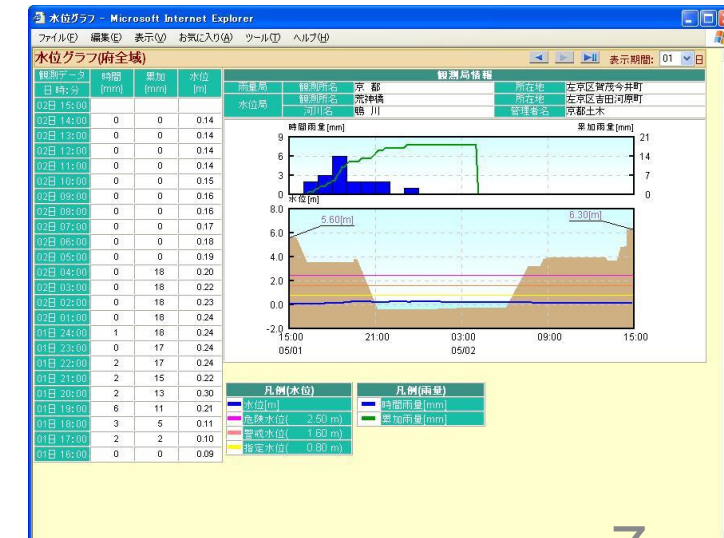 水位グラフ - Microsoft Internet Explorer
ファイル(F) 編集(E) 表示(V) お気に入り(A) ツール(T) ヘルプ(H)
水位グラフ(府全域)
表示期間: 01 日
観測データ 時間 累加 水位
日 時:分 [mm] [mm] [m]
02日 15:00
02日 14:00 0 0 0.14
02日 13:00 0 0 0.14
02日 12:00 0 0 0.14
02日 11:00 0 0 0.14
02日 10:00 0 0 0.15
02日 09:00 0 0 0.16
02日 08:00 0 0 0.16
02日 07:00 0 0 0.17
02日 06:00 0 0 0.18
02日 05:00 0 0 0.19
02日 04:00 0 18 0.20
02日 03:00 0 18 0.22
02日 02:00 0 18 0.23
02日 01:00 0 18 0.24
01日 24:00 1 18 0.24
01日 23:00 0 17 0.24
01日 22:00 2 17 0.24
01日 21:00 2 15 0.22
01日 20:00 2 13 0.30
01日 19:00 6 11 0.21
01日 18:00 3 5 0.11
01日 17:00 2 2 0.10
01日 16:00 0 0 0.09
観測局情報
雨量局 観測所名 京 都 所在地 左京区賀茂今井町
水位局 観測所名 荒神橋 所在地 左京区吉田河原町
河川名 鴨 川 管理者名 京都土木
時間雨量[mm] 累加雨量[mm]
9 21
6 14
3 7
0 0
水位[m]
8.0
5.60[m] 6.30[m]
6.0
4.0
2.0
0.0
-2.0
15:00 21:00 03:00 09:00 15:00
05/01 05/02
凡例(水位)
水位[m]
危険水位( 2.50 m)
警戒水位( 1.60 m)
指定水位( 0.80 m)
凡例(雨量)
時間雨量[mm]
累加雨量[mm]